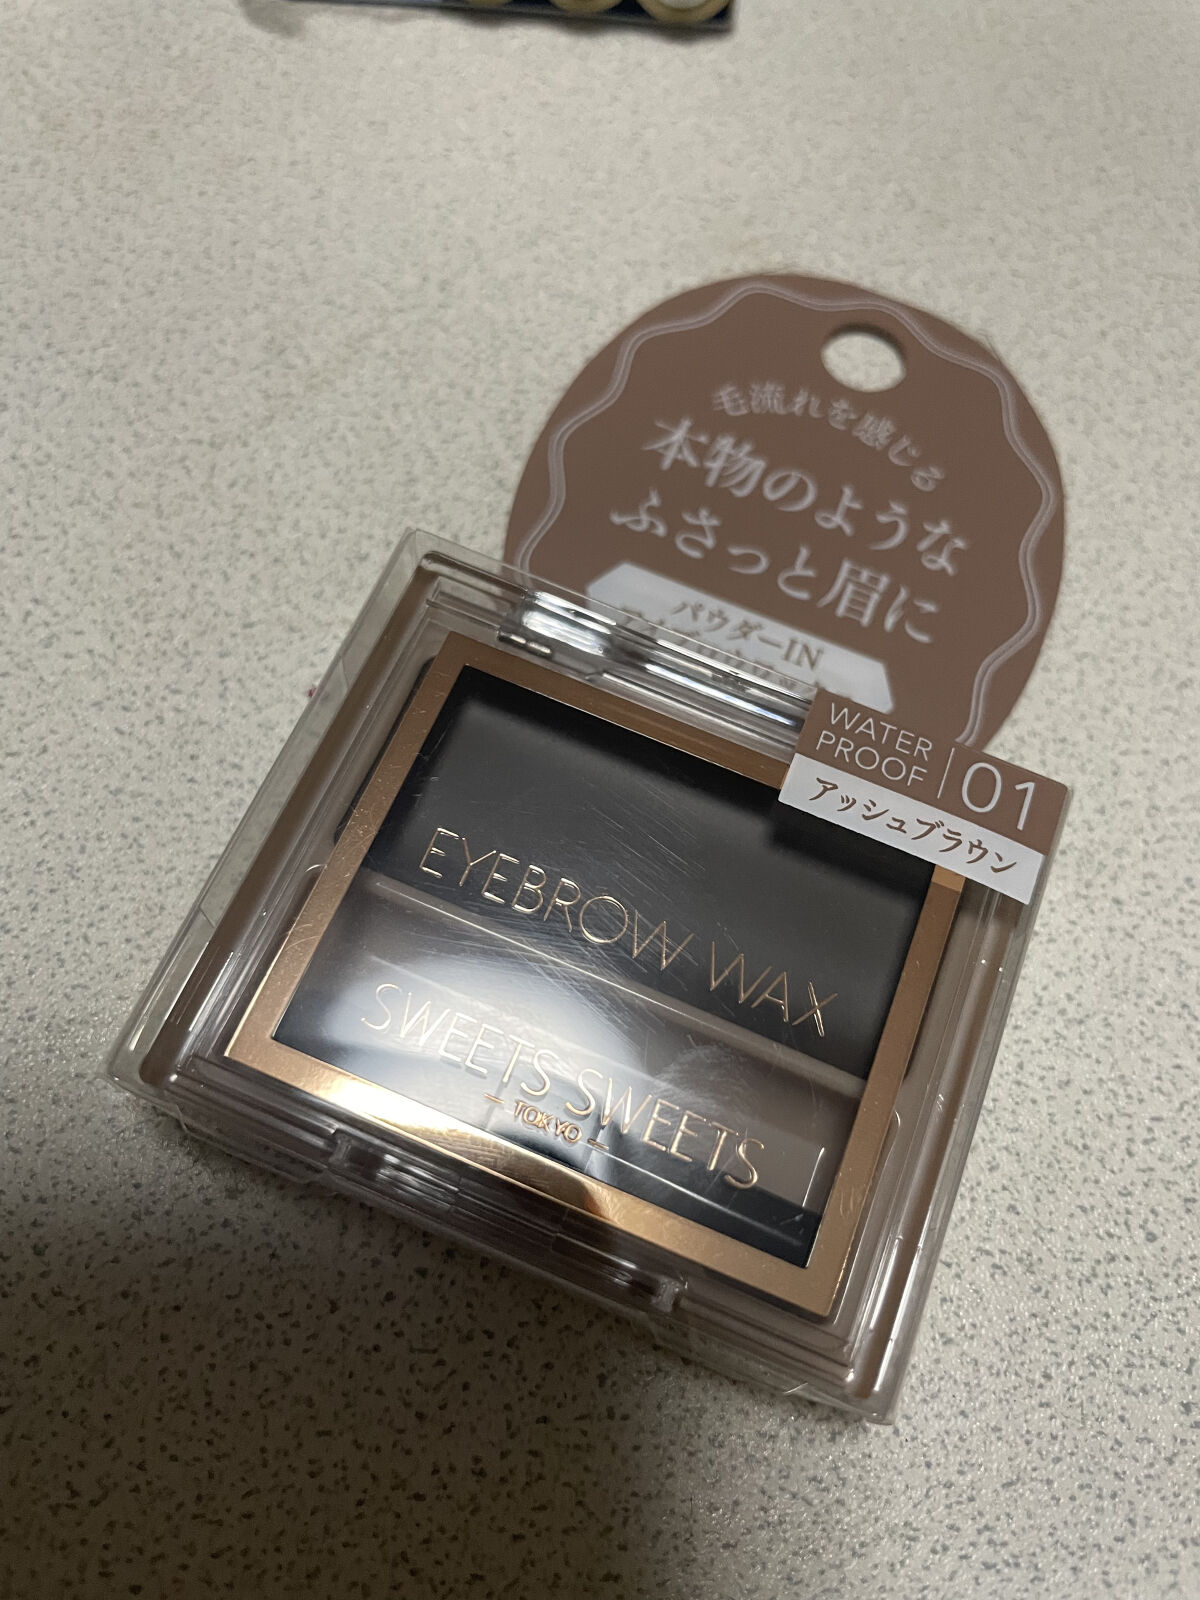 毛流れを感じる
本物のような
ふさっと眉に
パウダーIN
WATER
PROOF
01
アッシュブラウン
EYEBROW WAX
SWEETS SWEETS
TOKYO